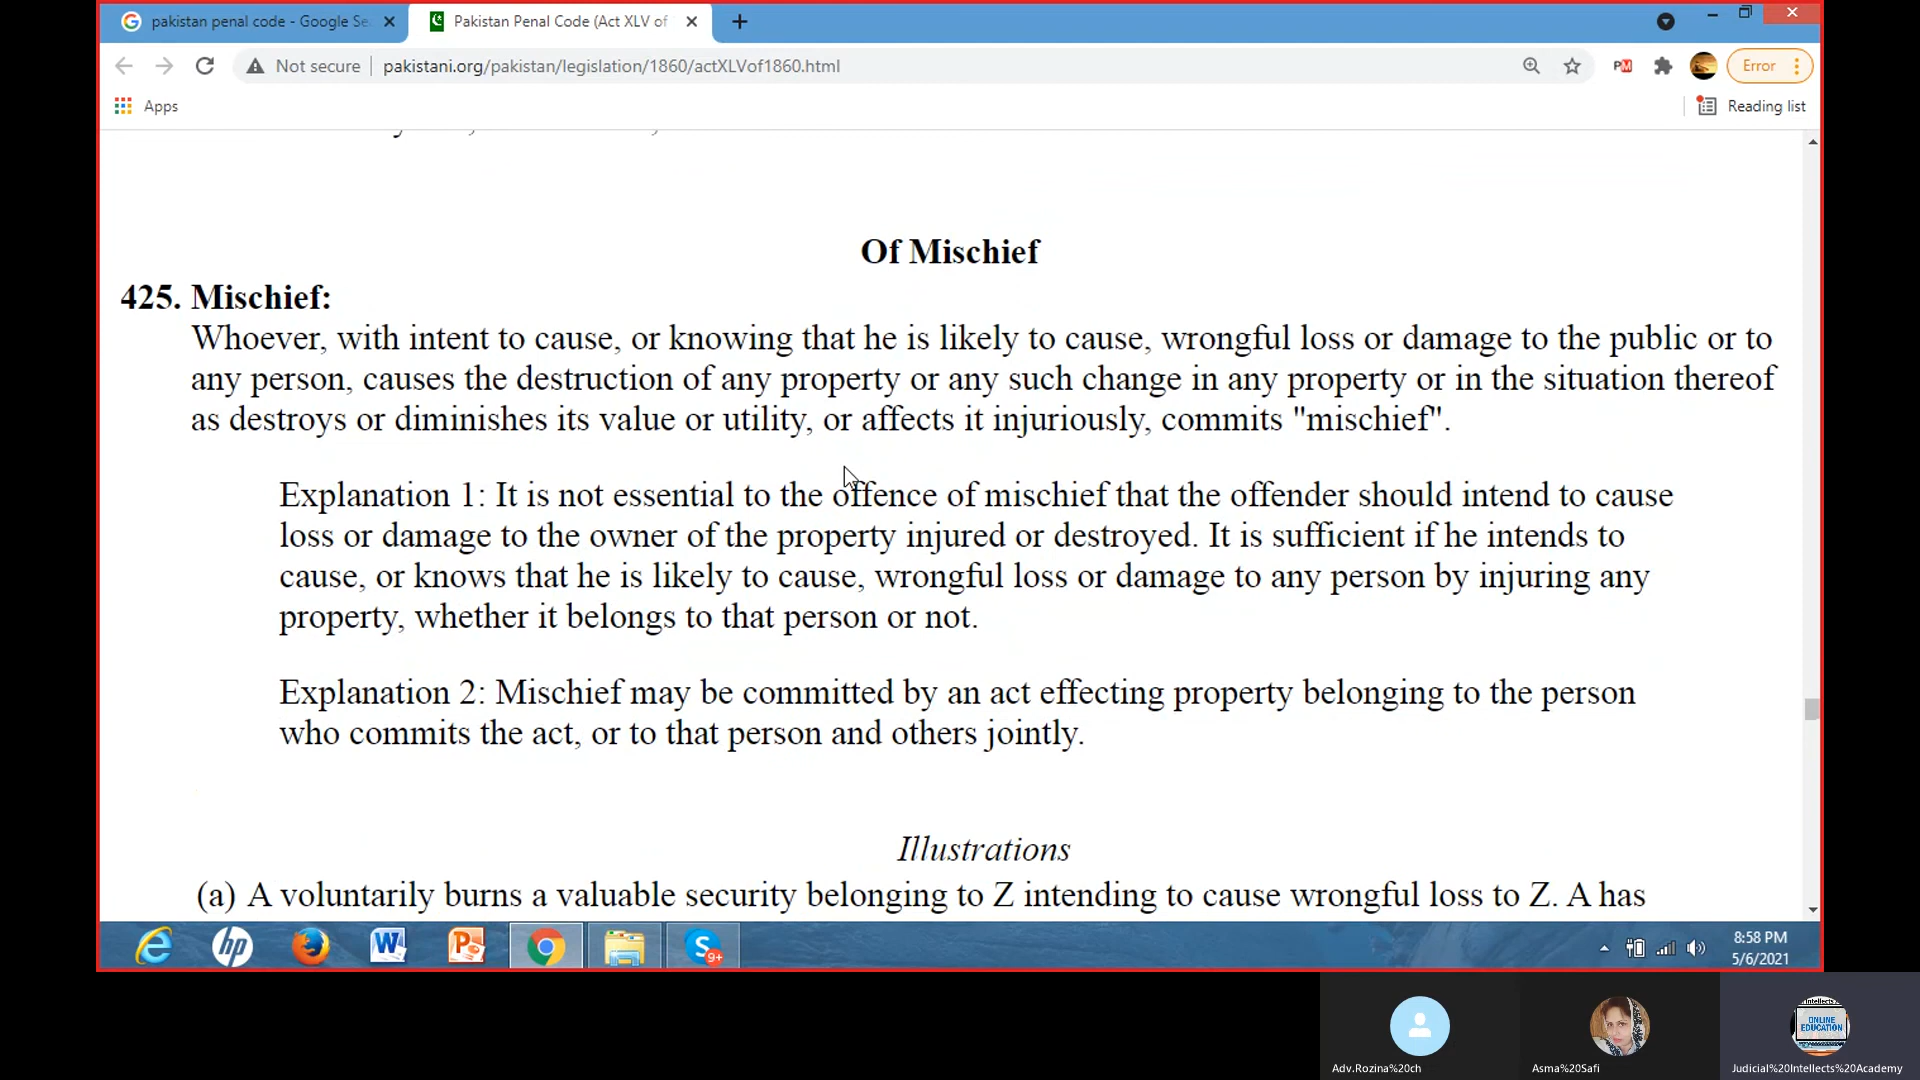 pakistan penal code - Google Se
Pakistan Penal Code (Act XLV of
Not secure
pakistani.org/pakistan/legislation/1860/actXLVof1860.html
PM
Error
Apps
Reading list
Of Mischief
425. Mischief:
Whoever, with intent to cause, or knowing that he is likely to cause, wrongful loss or damage to the public or to
any person, causes the destruction of any property or any such change in any property or in the situation thereof
as destroys or diminishes its value or utility, or affects it injuriously, commits "mischief".
Explanation 1: It is not essential to the offence of mischief that the offender should intend to cause
loss or damage to the owner of the property injured or destroyed. It is sufficient if he intends to
cause, or knows that he is likely to cause, wrongful loss or damage to any person by injuring any
property, whether it belongs to that person or not.
Explanation 2: Mischief may be committed by an act effecting property belonging to the person
who commits the act, or to that person and others jointly.
Illustrations
(a) A voluntarily burns a valuable security belonging to Z intending to cause wrongful loss to Z. A has
hp
9+
8:58 PM
5/6/2021
ONLINE
EDUCATION
Adv.Rozina%20ch
Asma%20Safi
Judicial%20Intellects%20Academy